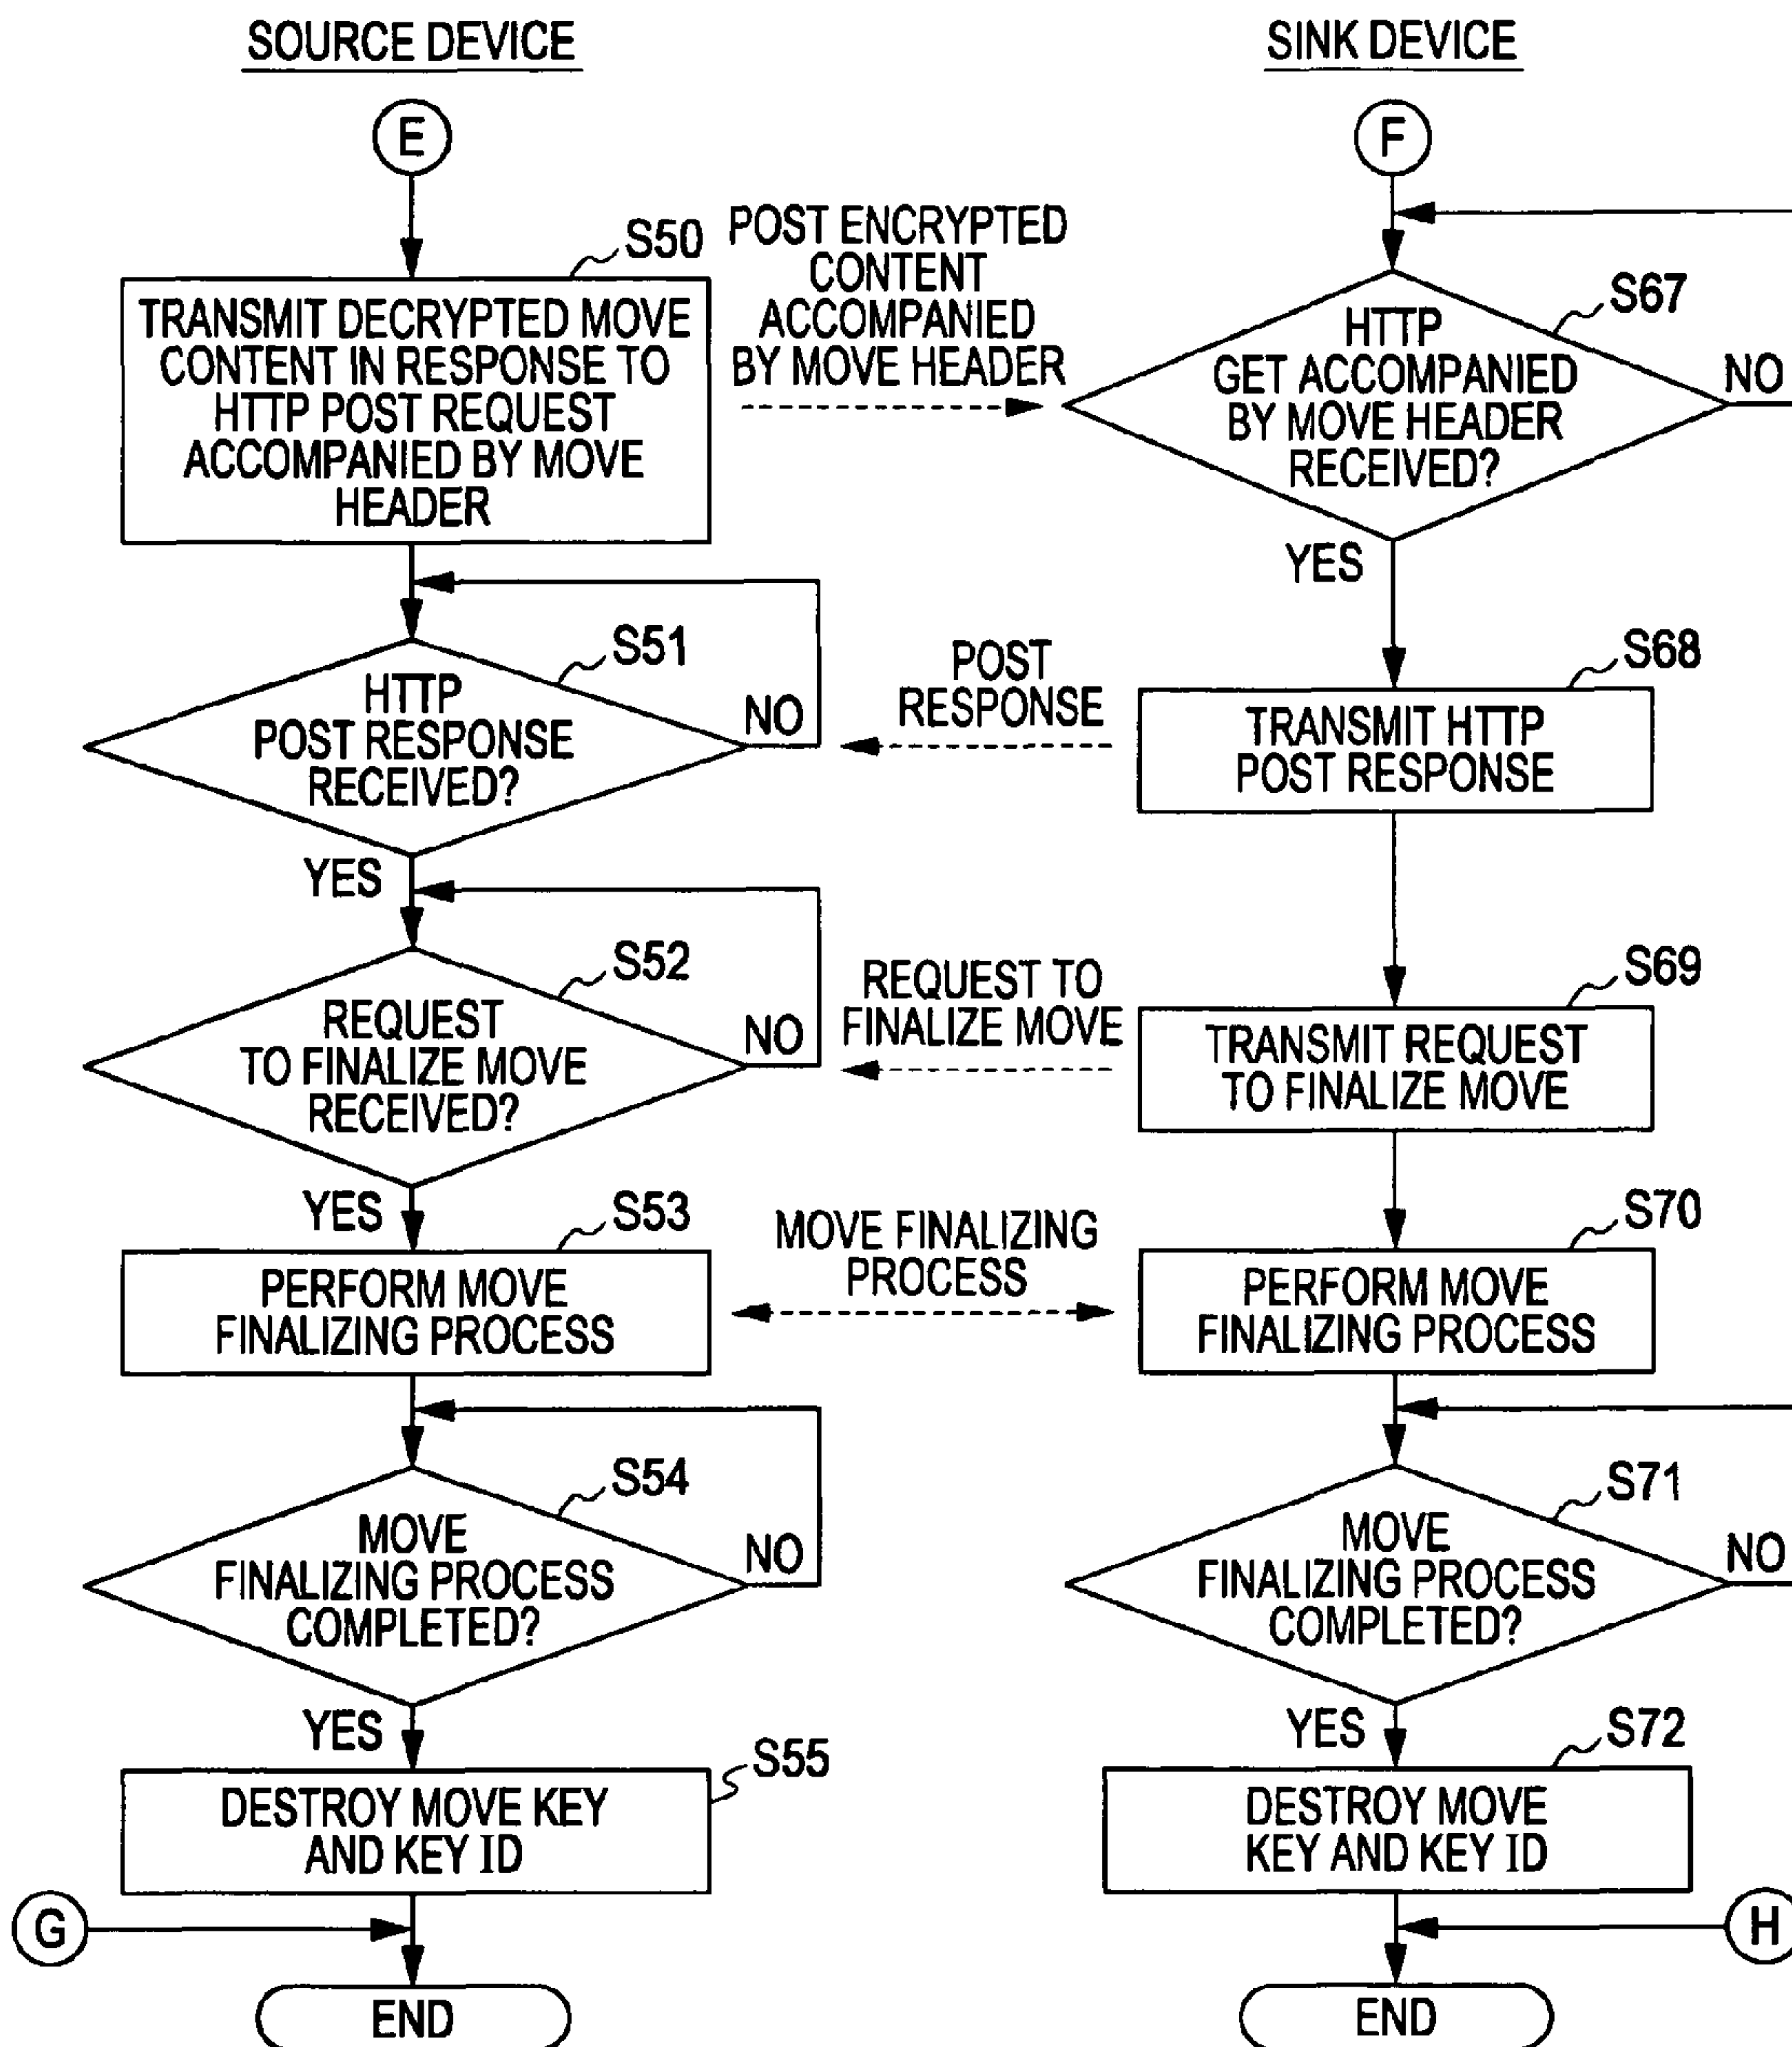 SOURCE DEVICE
SINK DEVICE
E
F
S50
TRANSMIT DECRYPTED MOVE
CONTENT IN RESPONSE TO
HTTP POST REQUEST
ACCOMPANIED BY MOVE
HEADER
POST ENCRYPTED
CONTENT
ACCOMPANIED
BY MOVE HEADER
S67
HTTP
GET ACCOMPANIED
BY MOVE HEADER
RECEIVED?
NO
YES
S51
HTTP
POST RESPONSE
RECEIVED?
NO
YES
POST
RESPONSE
S68
TRANSMIT HTTP
POST RESPONSE
S52
REQUEST
TO FINALIZE MOVE
RECEIVED?
NO
YES
REQUEST TO
FINALIZE MOVE
S69
TRANSMIT REQUEST
TO FINALIZE MOVE
S53
PERFORM MOVE
FINALIZING PROCESS
MOVE FINALIZING
PROCESS
S70
PERFORM MOVE
FINALIZING PROCESS
S54
MOVE
FINALIZING PROCESS
COMPLETED?
NO
YES
S71
MOVE
FINALIZING PROCESS
COMPLETED?
NO
YES
S55
DESTROY MOVE KEY
AND KEY ID
S72
DESTROY MOVE
KEY AND KEY ID
G
H
END
END